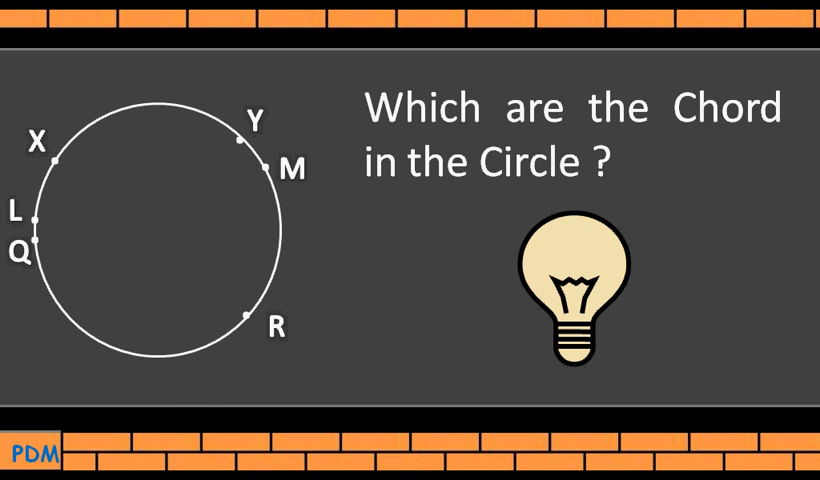 Which are the Chord
in the Circle ?
X
Y
M
L
Q
R
PDM